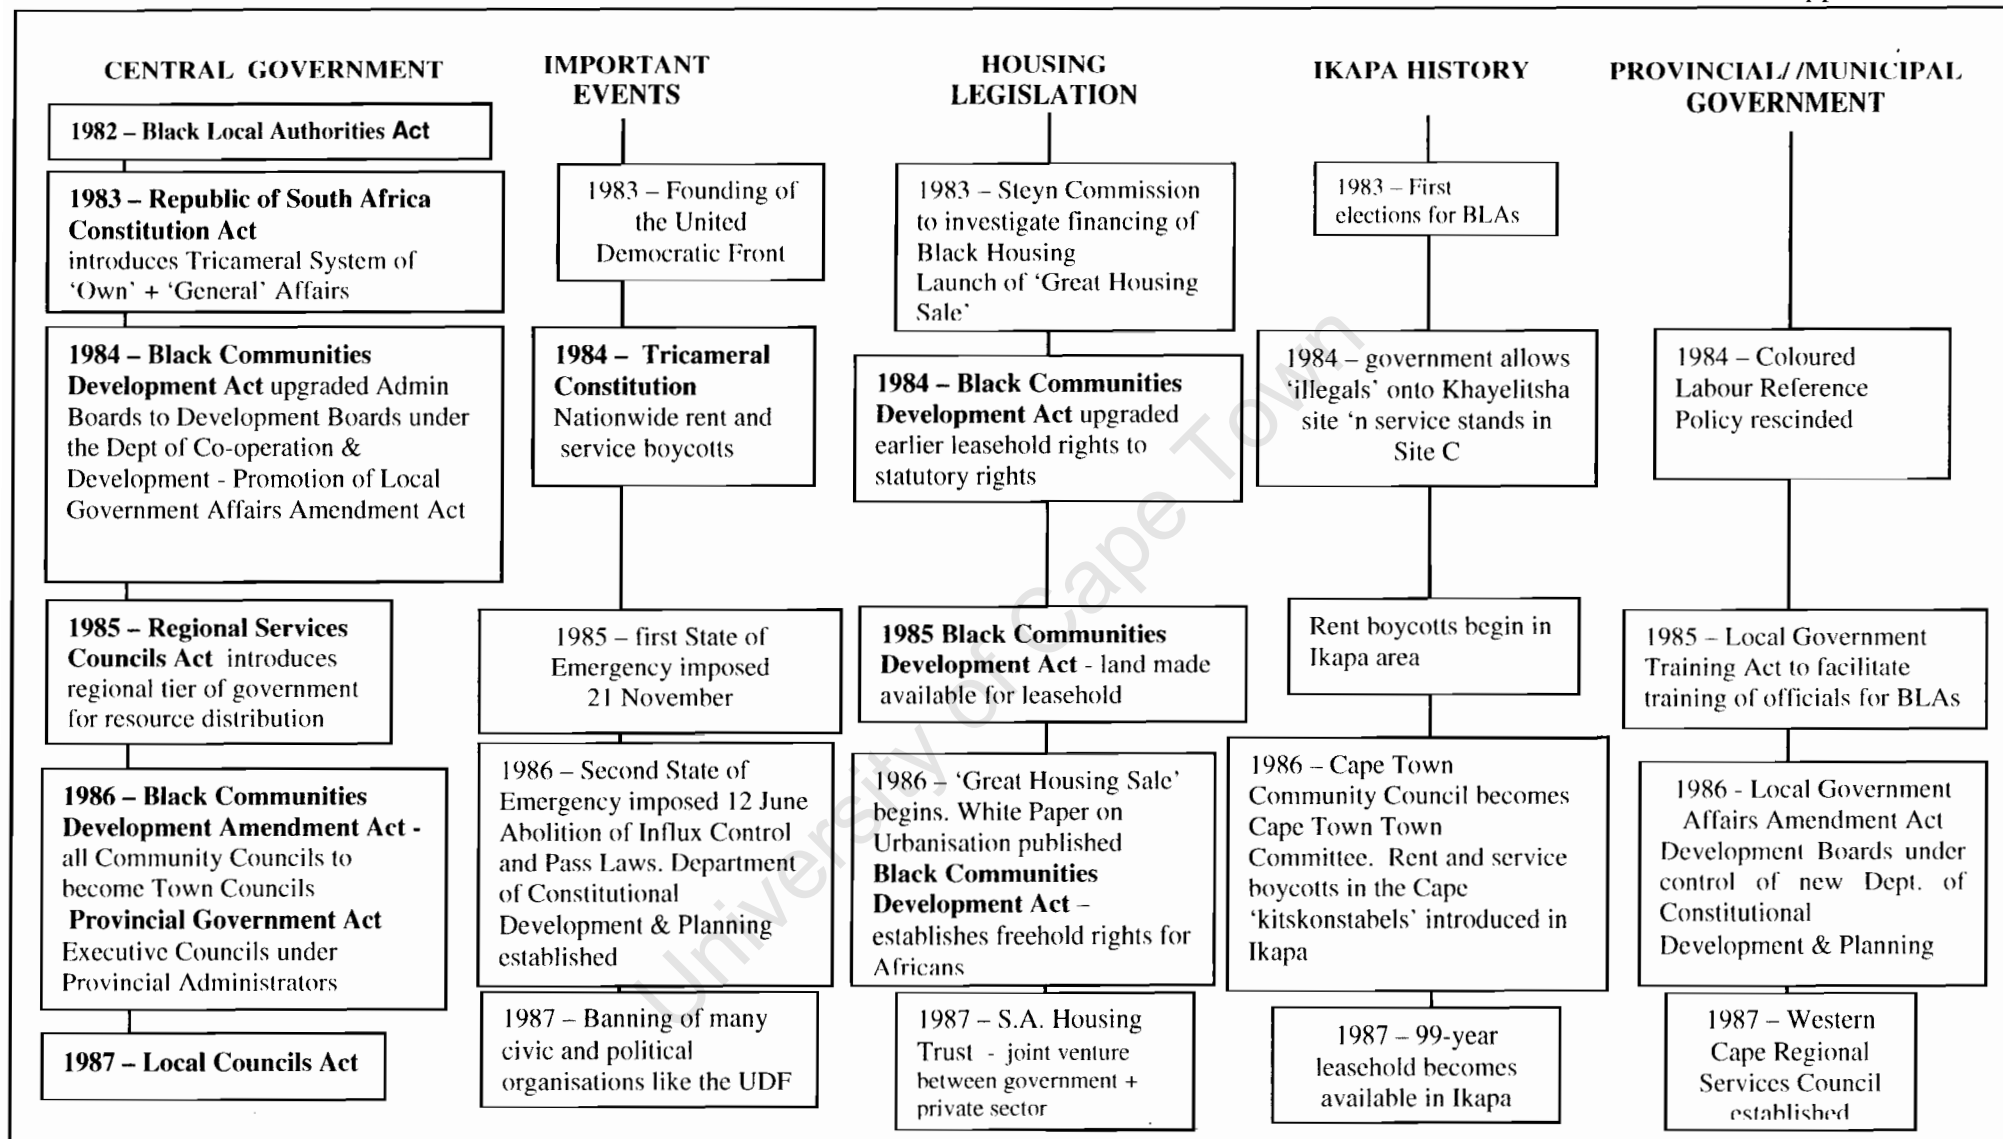 CENTRAL GOVERNMENT
1982 – Black Local Authorities Act
1983 – Republic of South Africa
Constitution Act
introduces Tricameral System of
‘Own’ + ‘General’ Affairs
1984 – Black Communities
Development Act upgraded Admin
Boards to Development Boards under
the Dept of Co-operation &
Development - Promotion of Local
Government Affairs Amendment Act
1985 – Regional Services
Councils Act introduces
regional tier of government
for resource distribution
1986 – Black Communities
Development Amendment Act -
all Community Councils to
become Town Councils
Provincial Government Act
Executive Councils under
Provincial Administrators
1987 – Local Councils Act
IMPORTANT
EVENTS
1983 – Founding of
the United
Democratic Front
1984 – Tricameral
Constitution
Nationwide rent and
service boycotts
1985 – first State of
Emergency imposed
21 November
1986 – Second State of
Emergency imposed 12 June
Abolition of Influx Control
and Pass Laws. Department
of Constitutional
Development & Planning
established
1987 – Banning of many
civic and political
organisations like the UDF
HOUSING
LEGISLATION
1983 – Steyn Commission
to investigate financing of
Black Housing
Launch of ‘Great Housing
Sale’
1984 – Black Communities
Development Act upgraded
earlier leasehold rights to
statutory rights
1985 Black Communities
Development Act - land made
available for leasehold
1986 – ‘Great Housing Sale’
begins. White Paper on
Urbanisation published
Black Communities
Development Act –
establishes freehold rights for
Africans
1987 – S.A. Housing
Trust - joint venture
between government +
private sector
IKAPA HISTORY
1983 – First
elections for BLAs
1984 – government allows
‘illegals’ onto Khayelitsha
site ‘n service stands in
Site C
Rent boycotts begin in
Ikapa area
1986 – Cape Town
Community Council becomes
Cape Town Town
Committee. Rent and service
boycotts in the Cape
‘kitskonstabels’ introduced in
Ikapa
1987 – 99-year
leasehold becomes
available in Ikapa
PROVINCIAL//MUNICIPAL
GOVERNMENT
1984 – Coloured
Labour Reference
Policy rescinded
1985 – Local Government
Training Act to facilitate
training of officials for BLAs
1986 - Local Government
Affairs Amendment Act
Development Boards under
control of new Dept. of
Constitutional
Development & Planning
1987 – Western
Cape Regional
Services Council
established
University of Cape Town